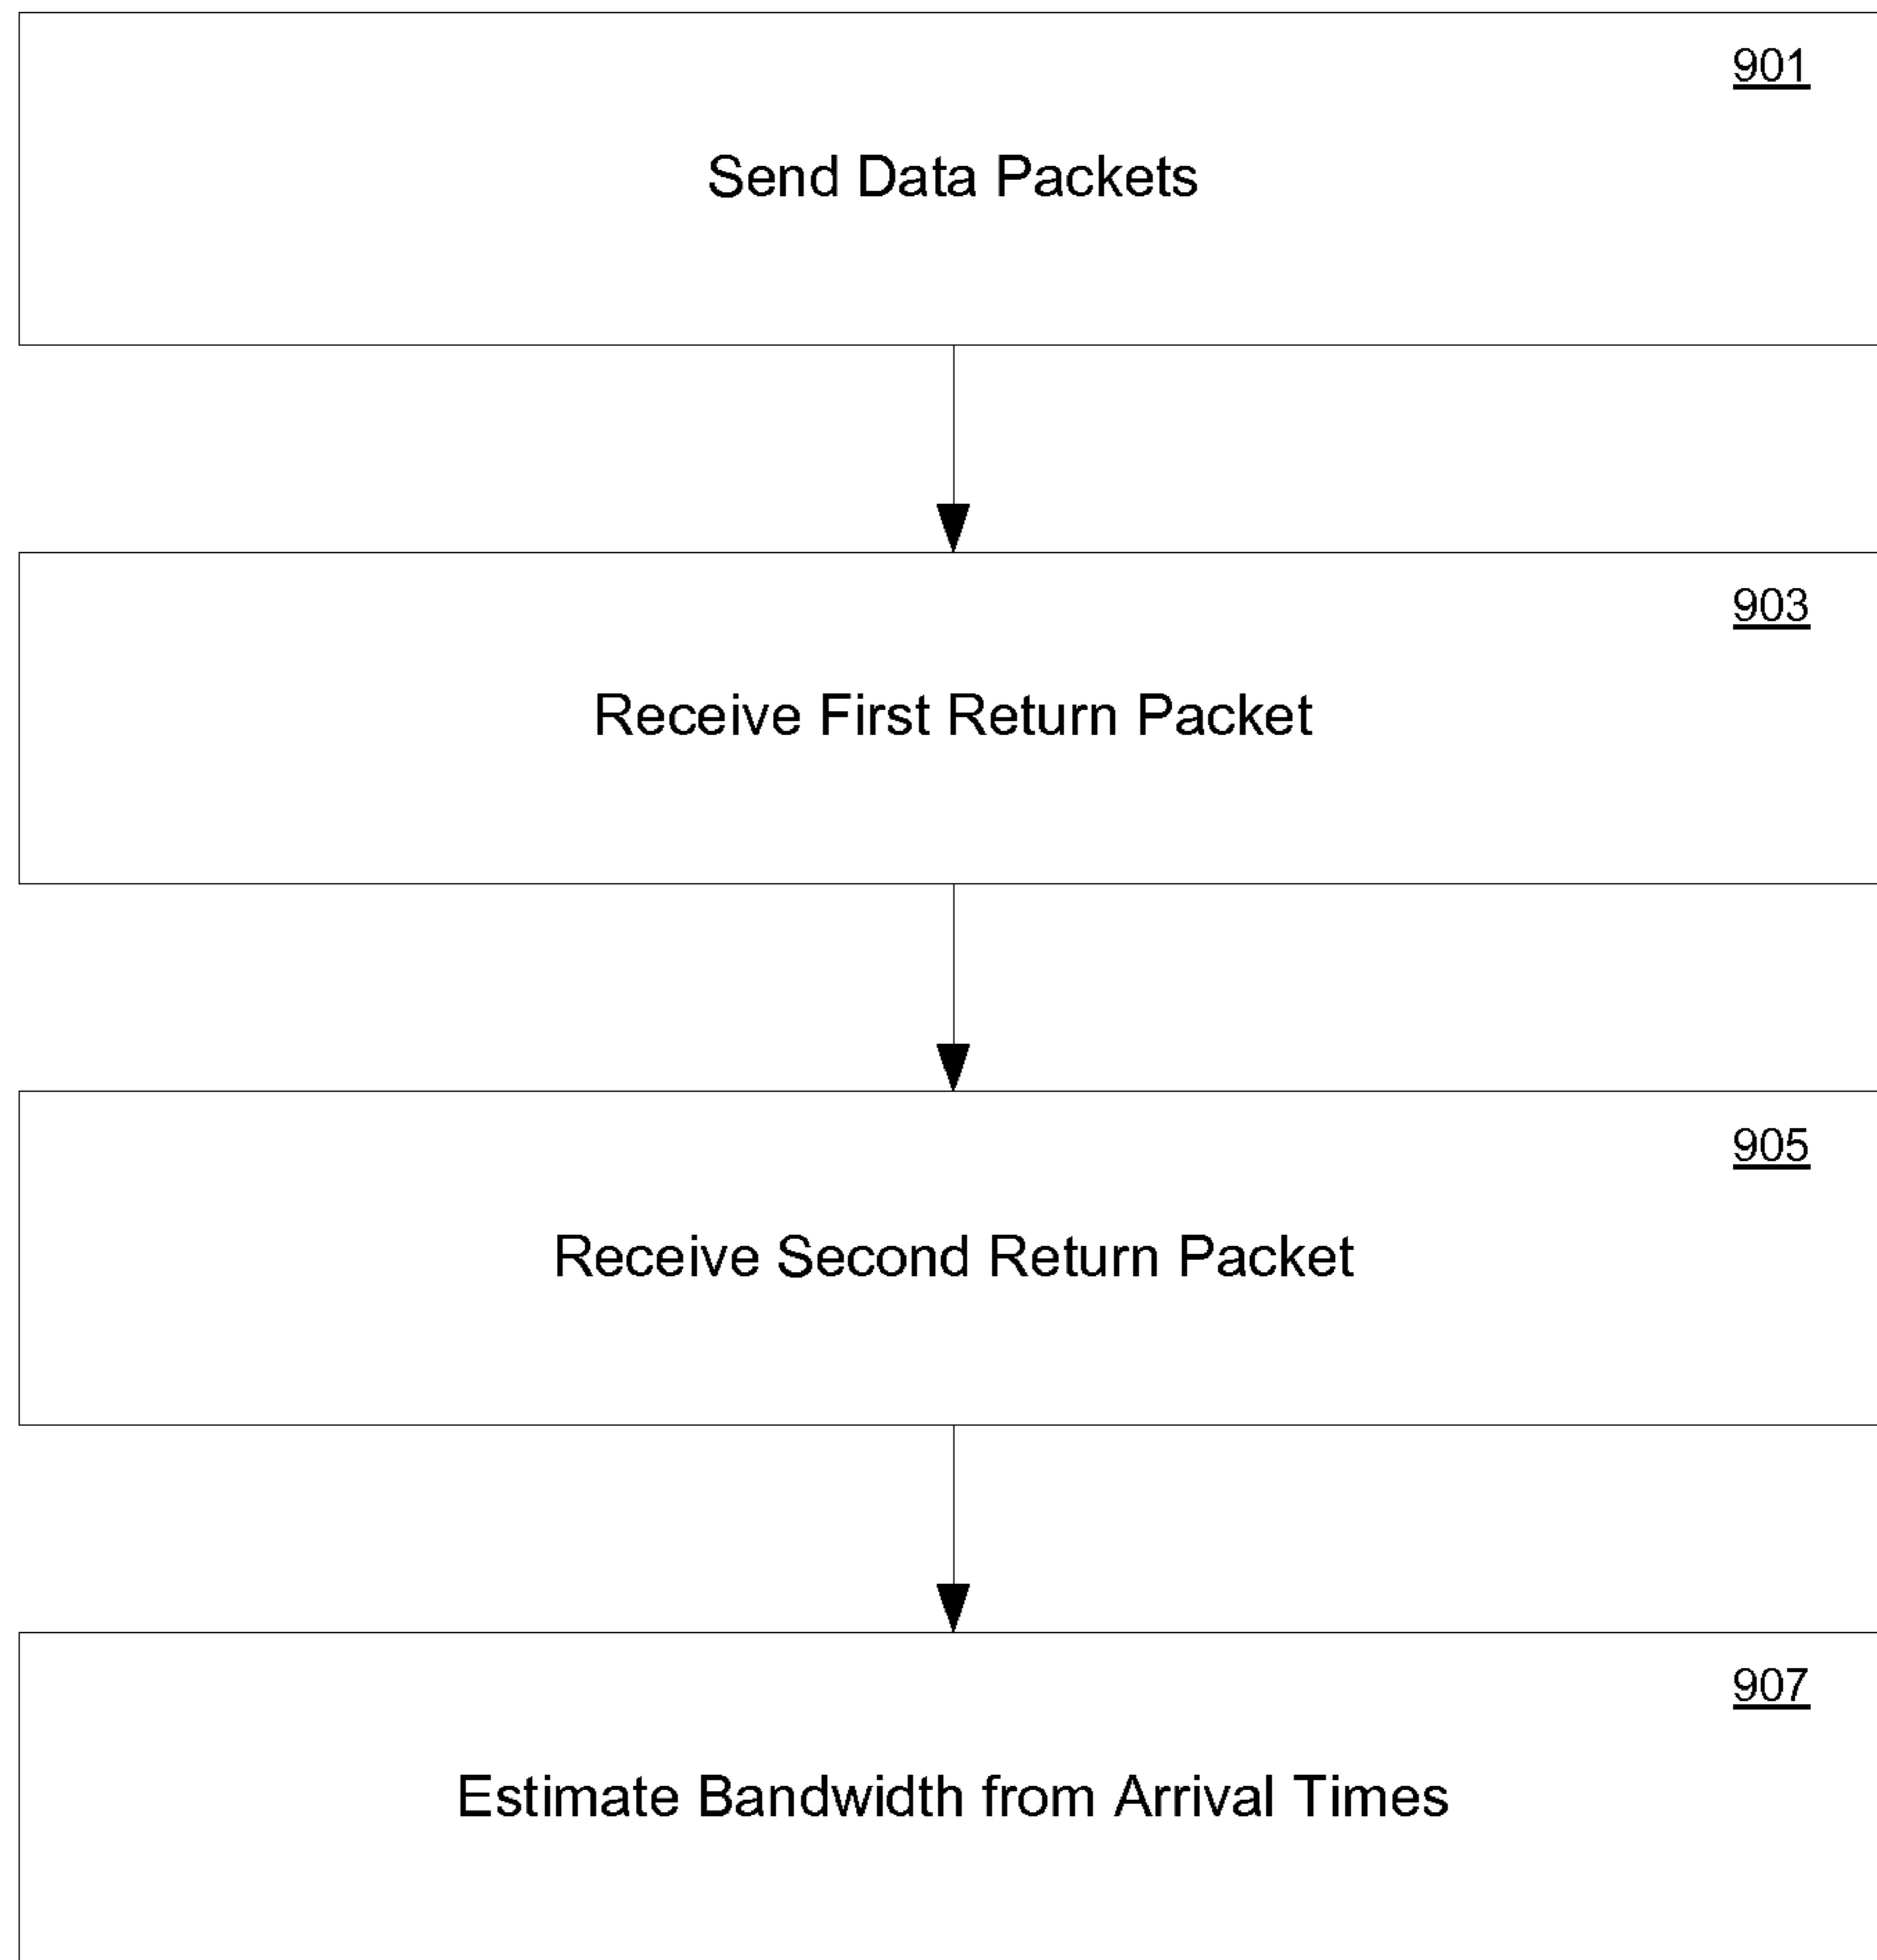 901
Send Data Packets
903
Receive First Return Packet
905
Receive Second Return Packet
907
Estimate Bandwidth from Arrival Times